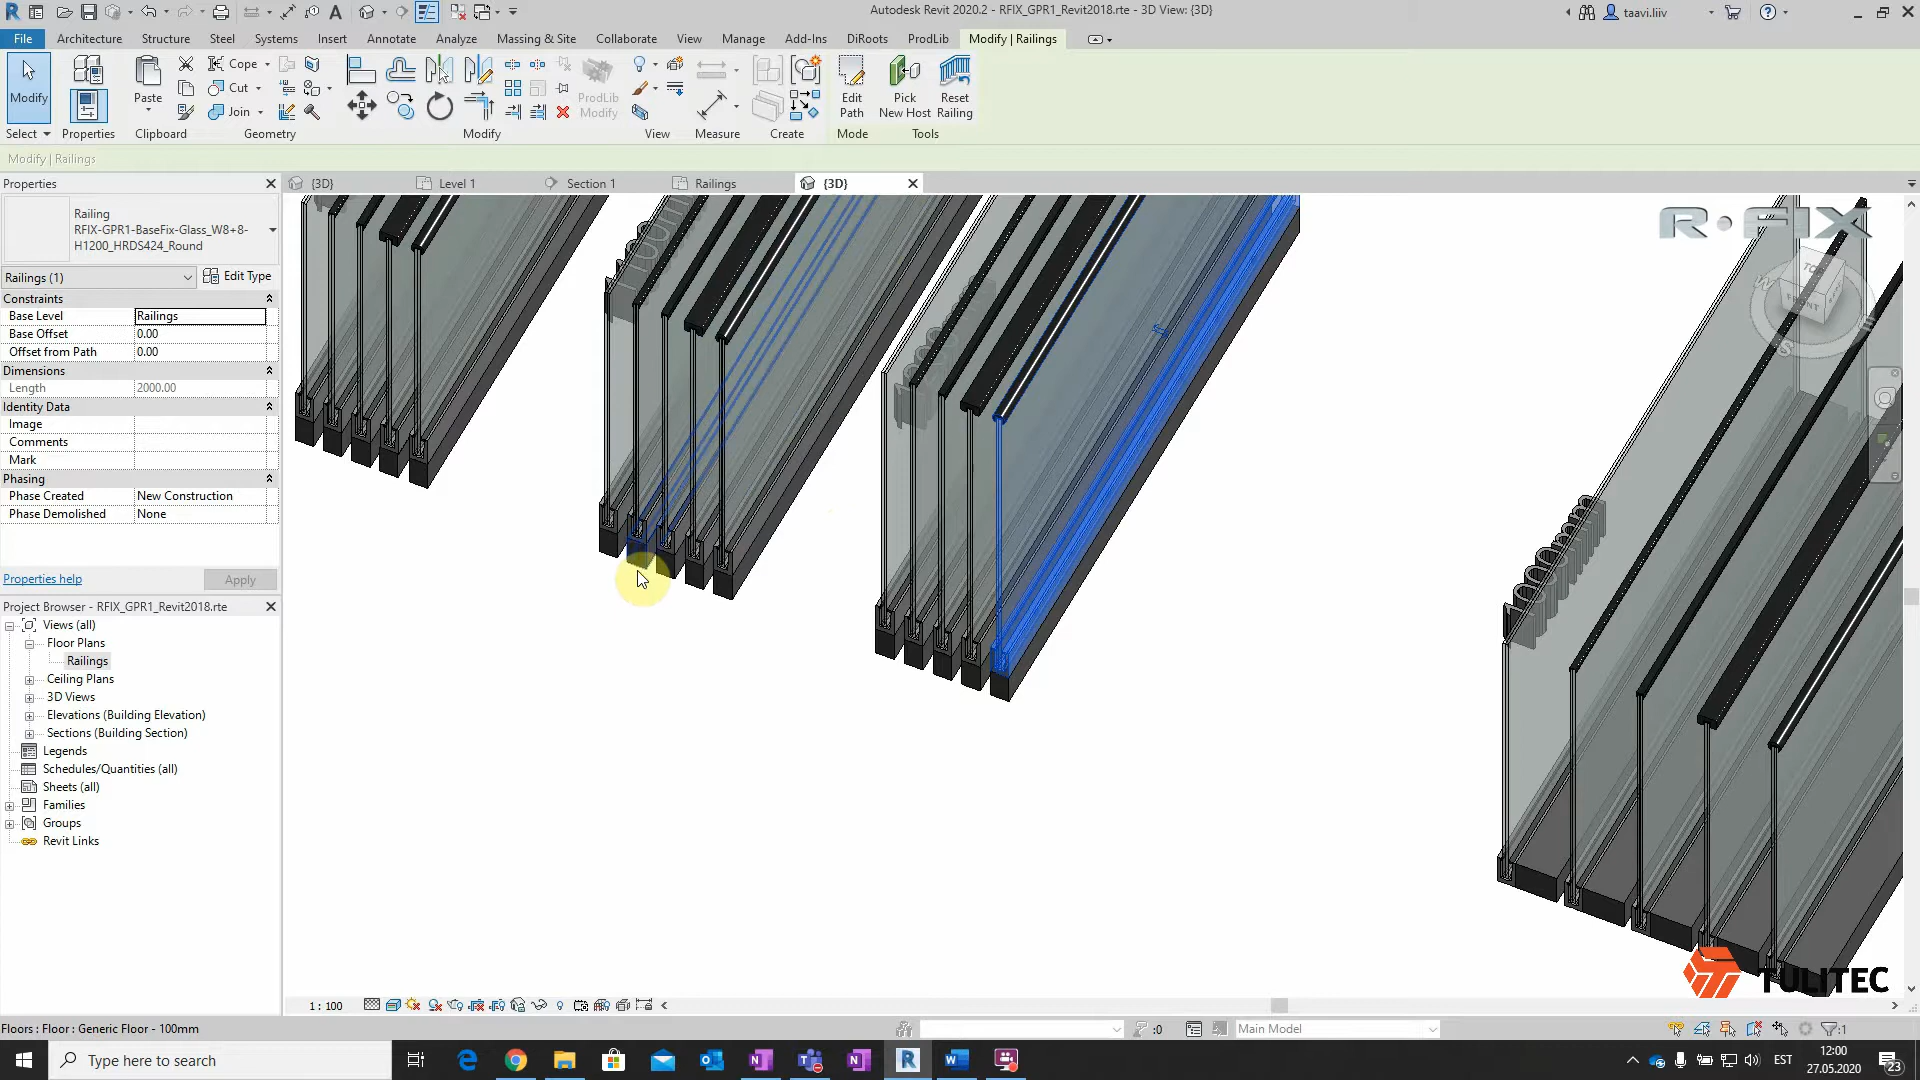 Autodesk Revit 2020.2 - RFIX_GPR1_Revit2018.rte - 3D View: {3D}
taavi.liiv
File
Architecture
Structure
Steel
Systems
Insert
Annotate
Analyze
Massing & Site
Collaborate
View
Manage
Add-Ins
DiRoots
ProdLib
Modify | Railings
Modify
Select
Properties
Paste
Clipboard
Cope
Cut
Join
Geometry
ProdLib
Modify
Modify
View
Measure
Create
Edit
Path
Mode
Pick
New Host
Reset
Railing
Tools
Modify | Railings
Properties
{3D}
Level 1
Section 1
Railings
{3D}
Railing
RFIX-GPR1-BaseFix-Glass_W8+8-
H1200_HRDS424_Round
Railings (1)
Edit Type
Constraints
Base Level Railings
Base Offset 0.00
Offset from Path 0.00
Dimensions
Length 2000.00
Identity Data
Image
Comments
Mark
Phasing
Phase Created New Construction
Phase Demolished None
Properties help
Apply
Project Browser - RFIX_GPR1_Revit2018.rte
Views (all)
Floor Plans
Railings
Ceiling Plans
3D Views
Elevations (Building Elevation)
Sections (Building Section)
Legends
Schedules/Quantities (all)
Sheets (all)
Families
Groups
Revit Links
R•FIX
TOP
FRONT
W
S
E
TULITEC
1 : 100
Floors : Floor : Generic Floor - 100mm
:0
Main Model
:1
Type here to search
EST
12:00
27.05.2020
23